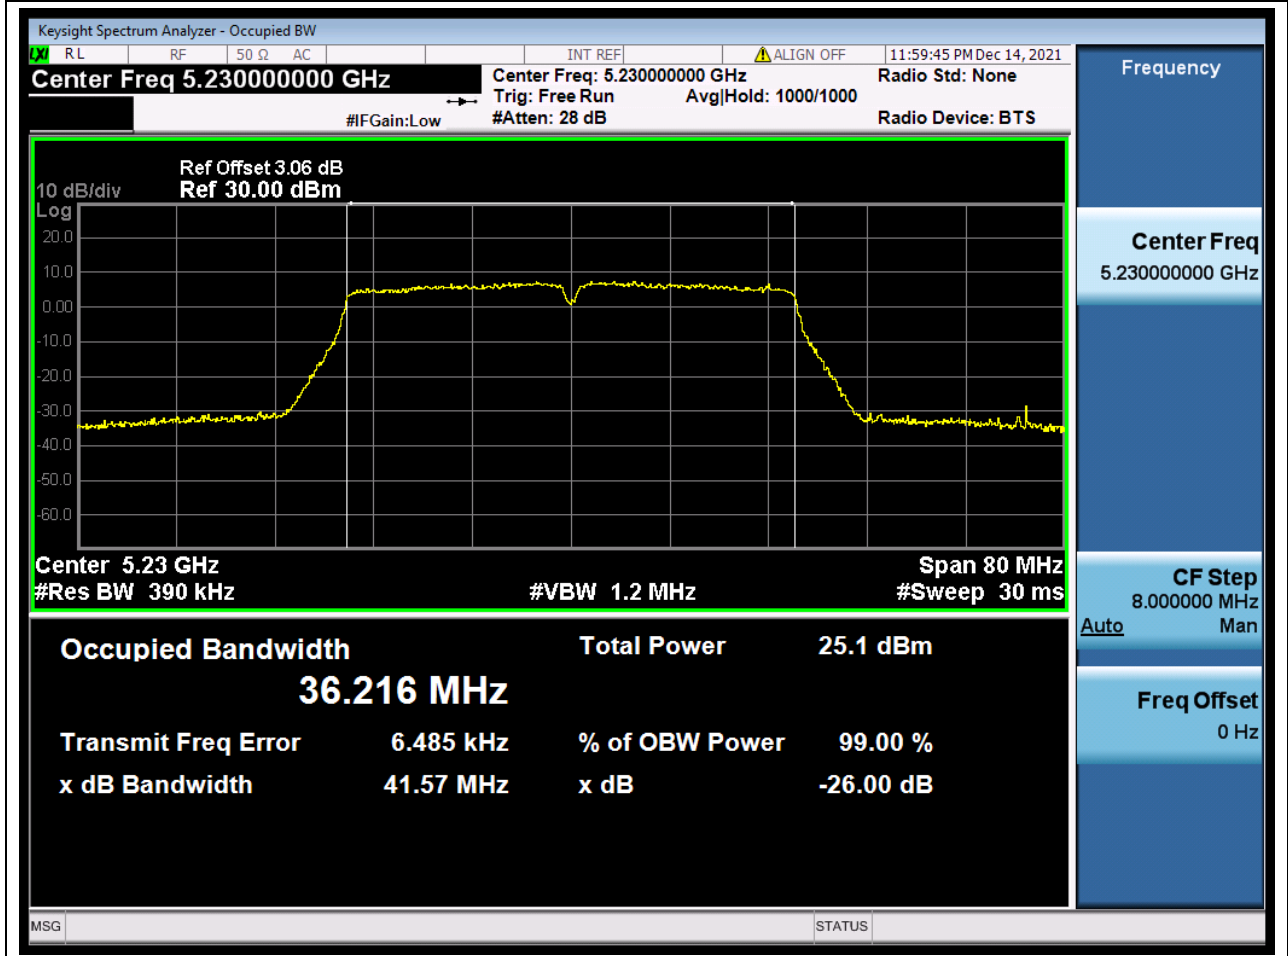 Keysight Spectrum Analyzer - Occupied BW
LXI RL RF 50 Ω AC INT REF ALIGN OFF 11:59:45 PM Dec 14, 2021
Center Freq 5.230000000 GHz
Center Freq: 5.230000000 GHz
Radio Std: None
Trig: Free Run Avg|Hold: 1000/1000
#IFGain:Low
#Atten: 28 dB
Radio Device: BTS
Ref Offset 3.06 dB
10 dB/div Ref 30.00 dBm
Log
20.0
10.0
0.00
-10.0
-20.0
-30.0
-40.0
-50.0
-60.0
Center 5.23 GHz Span 80 MHz
#Res BW 390 kHz #VBW 1.2 MHz #Sweep 30 ms
Occupied Bandwidth Total Power 25.1 dBm
36.216 MHz
Transmit Freq Error 6.485 kHz % of OBW Power 99.00 %
x dB Bandwidth 41.57 MHz x dB -26.00 dB
MSG STATUS
Frequency
Center Freq
5.230000000 GHz
CF Step
8.000000 MHz
Auto Man
Freq Offset
0 Hz